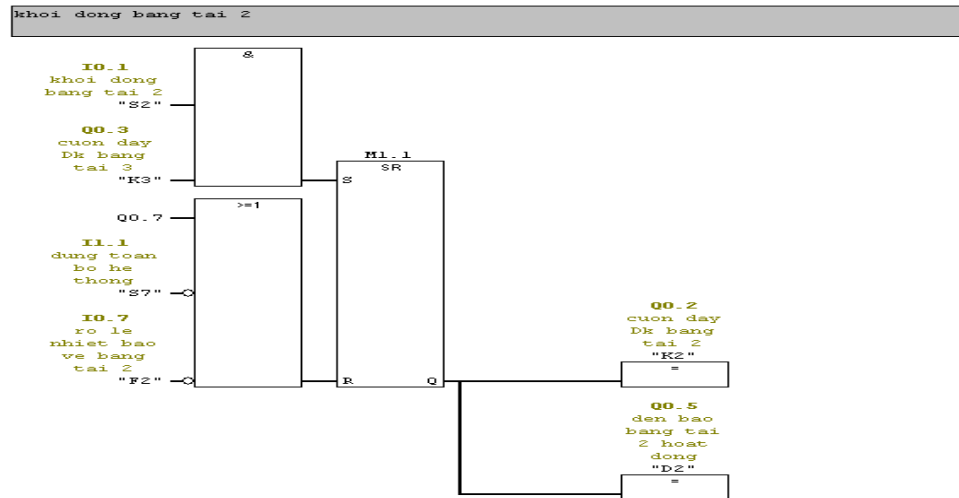 khoi dong bang tai 2
&
I0.1
khoi dong
bang tai 2
"S2"
Q0.3
cuon day
Dk bang
tai 3
"K3"
M1.1
SR
S
>=1
Q0.7
I1.1
dung toan
bo he
thong
"S7"
I0.7
ro le
nhiet bao
ve bang
tai 2
"F2"
R
Q
Q0.2
cuon day
Dk bang
tai 2
"K2"
=
Q0.5
den bao
bang tai
2 hoat
dong
"D2"
=